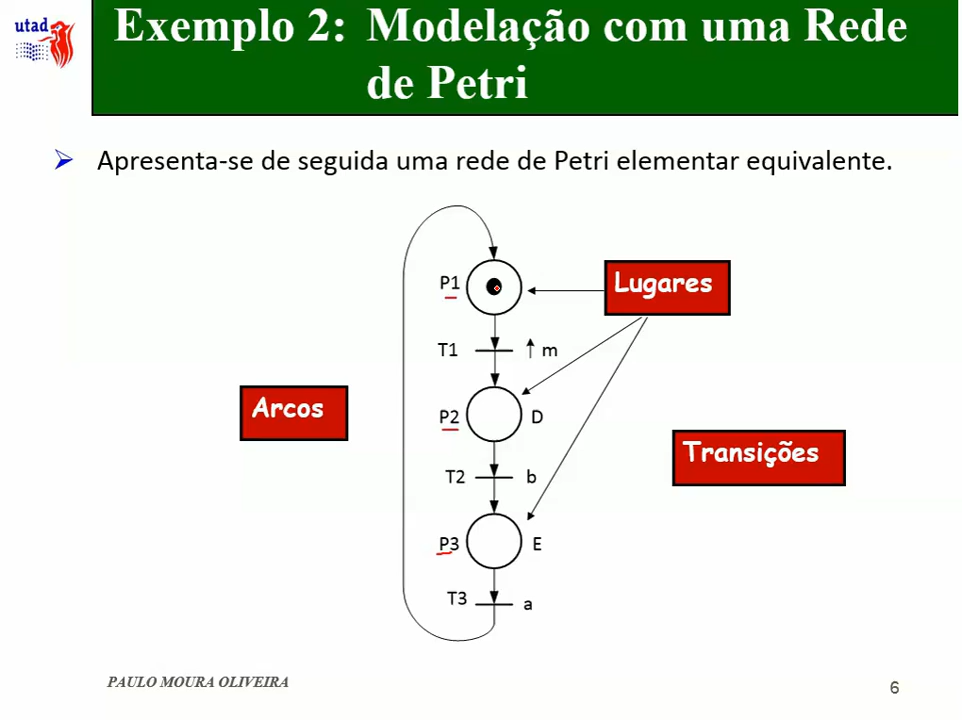 utad
Exemplo 2: Modelação com uma Rede
de Petri
Apresenta-se de seguida uma rede de Petri elementar equivalente.
P1
Lugares
T1 ↑ m
Arcos
P2 D
Transições
T2 b
P3 E
T3 a
PAULO MOURA OLIVEIRA
6